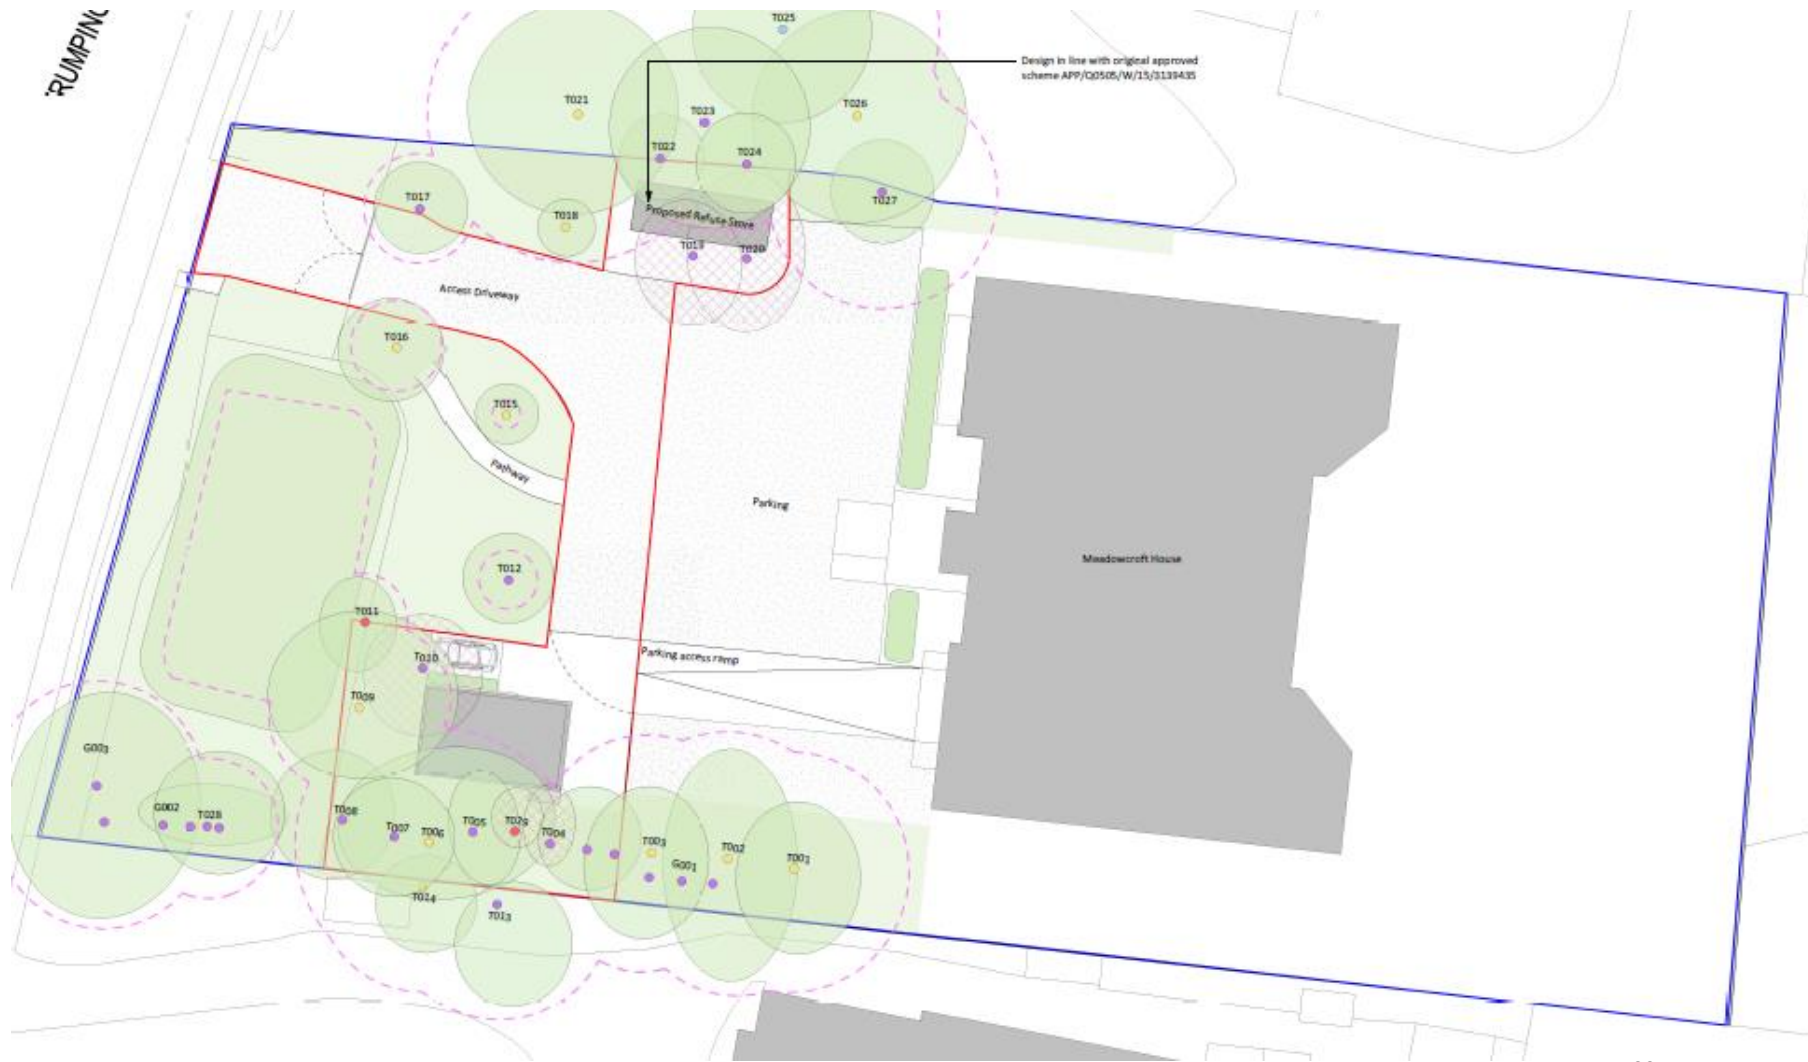 RUMPING
T025
Design in line with original approved
scheme APP/Q0505/W/15/3139435
T021
T023
T026
T022
T024
T017
T018
Proposed Refuse Store
T027
T019
T020
Access Driveway
T016
T015
Pathway
Parking
T012
Meadowcroft House
T011
T010
Parking access ramp
T009
G003
G002
T028
T008
T007
T006
T005
T029
T004
T003
G001
T002
T001
T014
T013